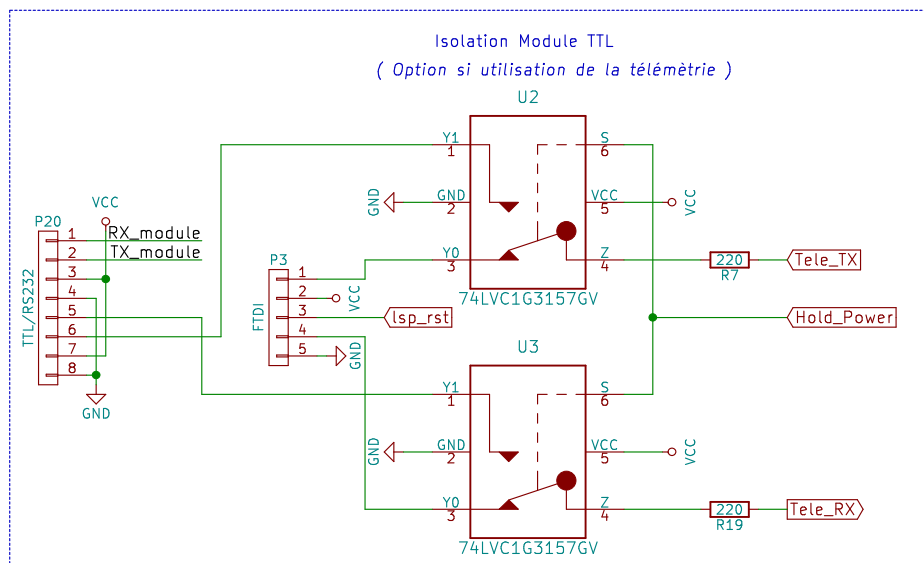 Isolation Module TTL
( Option si utilisation de la télémètrie )
U2
Y1
1
S
6
GND
GND
2
VCC
5
VCC
Y0
3
Z
4
74LVC1G3157GV
220
R7
Tele_TX
VCC
P20
TTL/RS232
1
RX_module
2
TX_module
3
4
5
6
7
8
GND
P3
FTDI
1
2
VCC
3
lsp_rst
4
5
GND
Hold_Power
U3
Y1
1
S
6
GND
GND
2
VCC
5
VCC
Y0
3
Z
4
74LVC1G3157GV
220
R19
Tele_RX